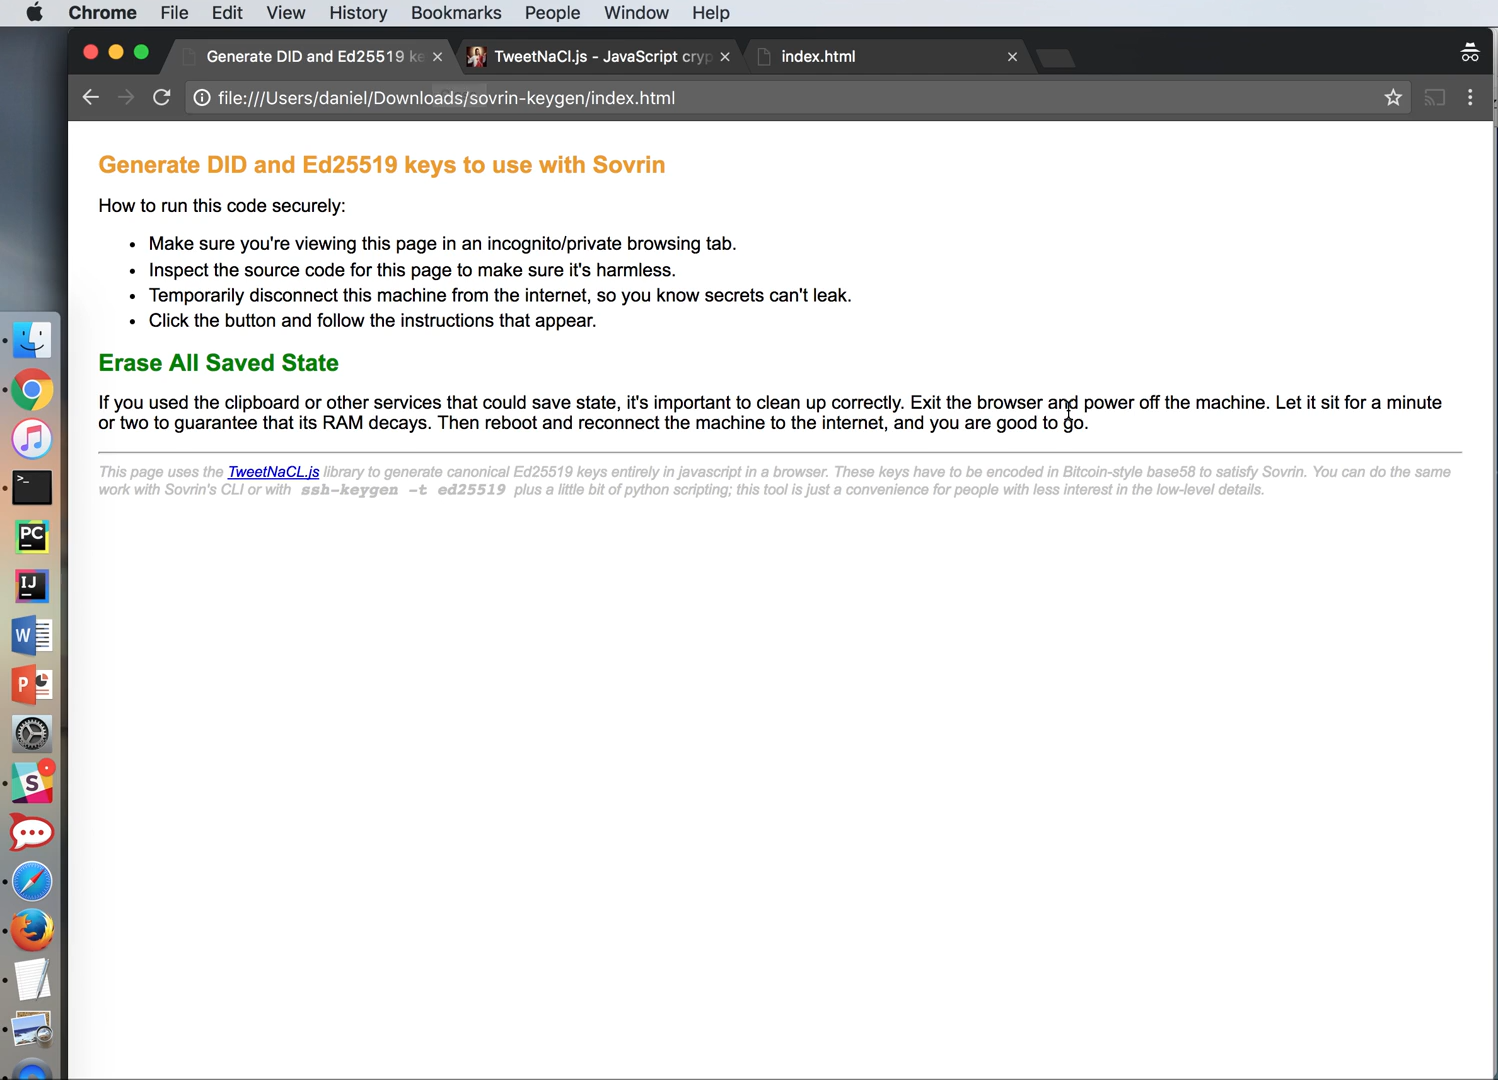 Chrome File Edit View History Bookmarks People Window Help
Generate DID and Ed25519 ke
TweetNaCl.js - JavaScript cryp
index.html
file:///Users/daniel/Downloads/sovrin-keygen/index.html
Generate DID and Ed25519 keys to use with Sovrin
How to run this code securely:
• Make sure you're viewing this page in an incognito/private browsing tab.
• Inspect the source code for this page to make sure it's harmless.
• Temporarily disconnect this machine from the internet, so you know secrets can't leak.
• Click the button and follow the instructions that appear.
Erase All Saved State
If you used the clipboard or other services that could save state, it's important to clean up correctly. Exit the browser and power off the machine. Let it sit for a minute
or two to guarantee that its RAM decays. Then reboot and reconnect the machine to the internet, and you are good to go.
This page uses the TweetNaCL.js library to generate canonical Ed25519 keys entirely in javascript in a browser. These keys have to be encoded in Bitcoin-style base58 to satisfy Sovrin. You can do the same
work with Sovrin's CLI or with ssh-keygen -t ed25519 plus a little bit of python scripting; this tool is just a convenience for people with less interest in the low-level details.
>_
PC
IJ
W
P
S